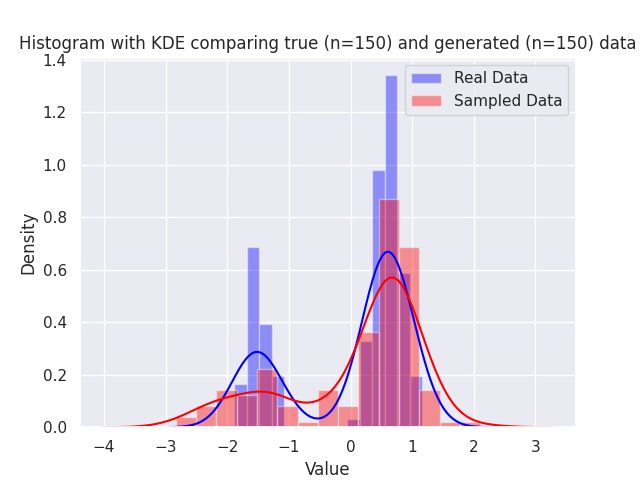 Histogram with KDE comparing true (n=150) and generated (n=150) data
Real Data
Sampled Data
Density
1.4
1.2
1.0
0.8
0.6
0.4
0.2
0.0
−4 −3 −2 −1 0 1 2 3
Value